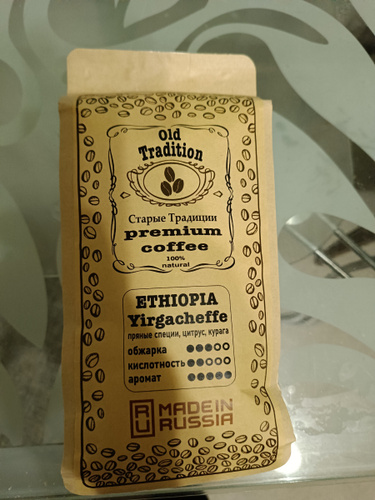 Old
Tradition
Старые Традиции
premium
coffee
100%
natural
ETHIOPIA
Yirgacheffe
пряные специи, цитрус, курага
обжарка
кислотность
аромат
RU
MADE IN
RUSSIA